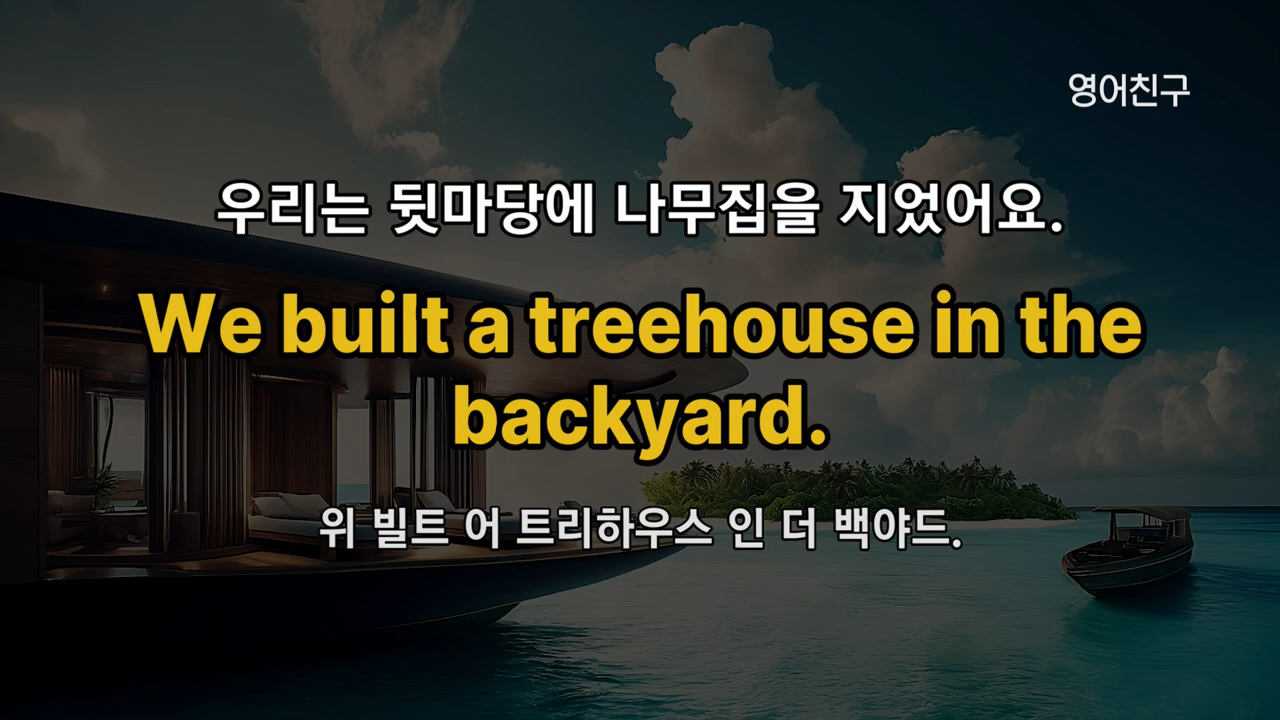 영어친구
우리는 뒷마당에 나무집을 지었어요.
We built a treehouse in the
backyard.
위 빌트 어 트리하우스 인 더 백야드.